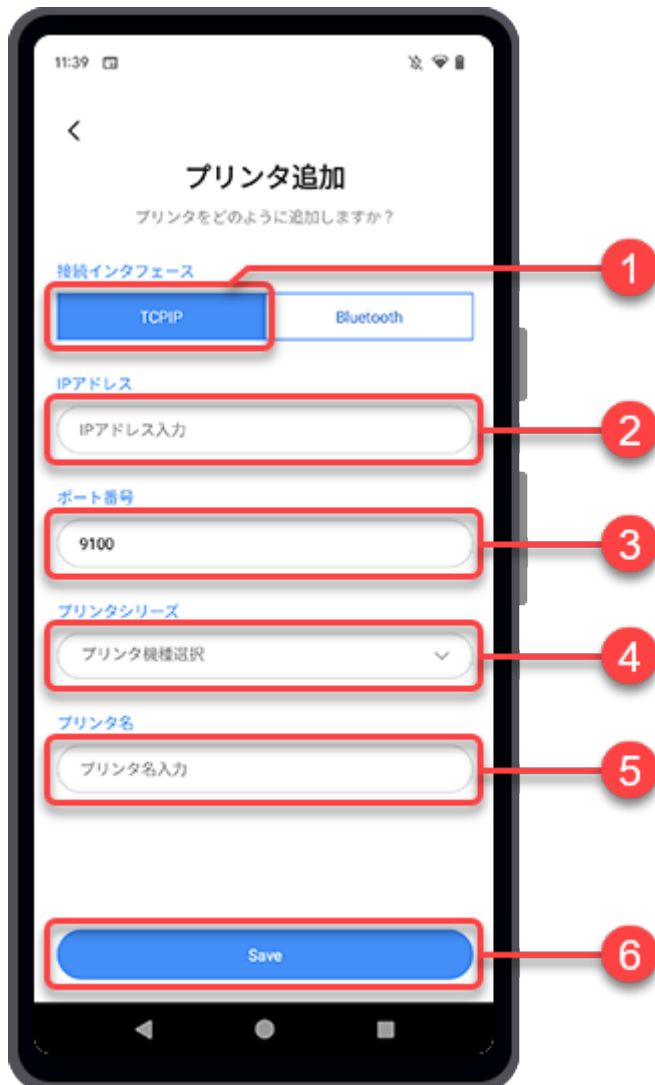 11:39
プリンタ追加
プリンタをどのように追加しますか？
接続インタフェース
1
TCPIP
Bluetooth
IPアドレス
IPアドレス入力
2
ポート番号
9100
3
プリンタシリーズ
プリンタ機種選択
4
プリンタ名
プリンタ名入力
5
Save
6